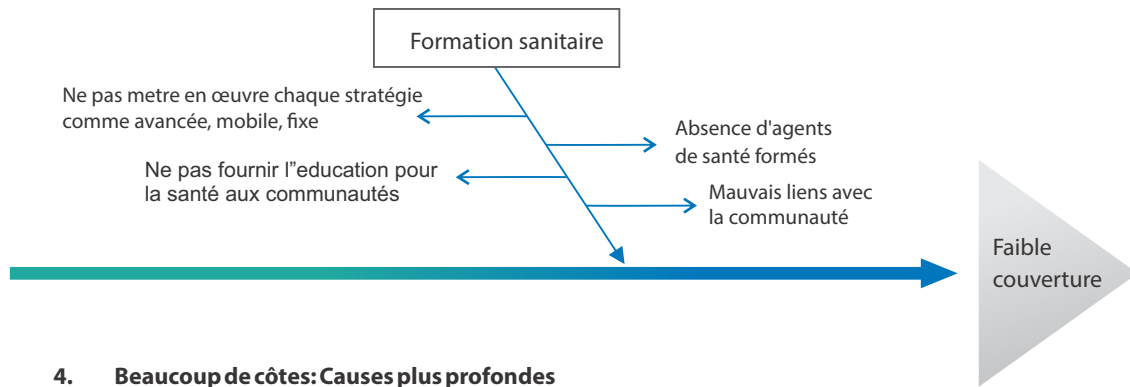 Formation sanitaire
Ne pas metre en œuvre chaque stratégie
comme avancée, mobile, fixe
Absence d'agents
de santé formés
Ne pas fournir l"education pour
la santé aux communautés
Mauvais liens avec
la communauté
Faible
couverture
4. Beaucoup de côtes: Causes plus profondes